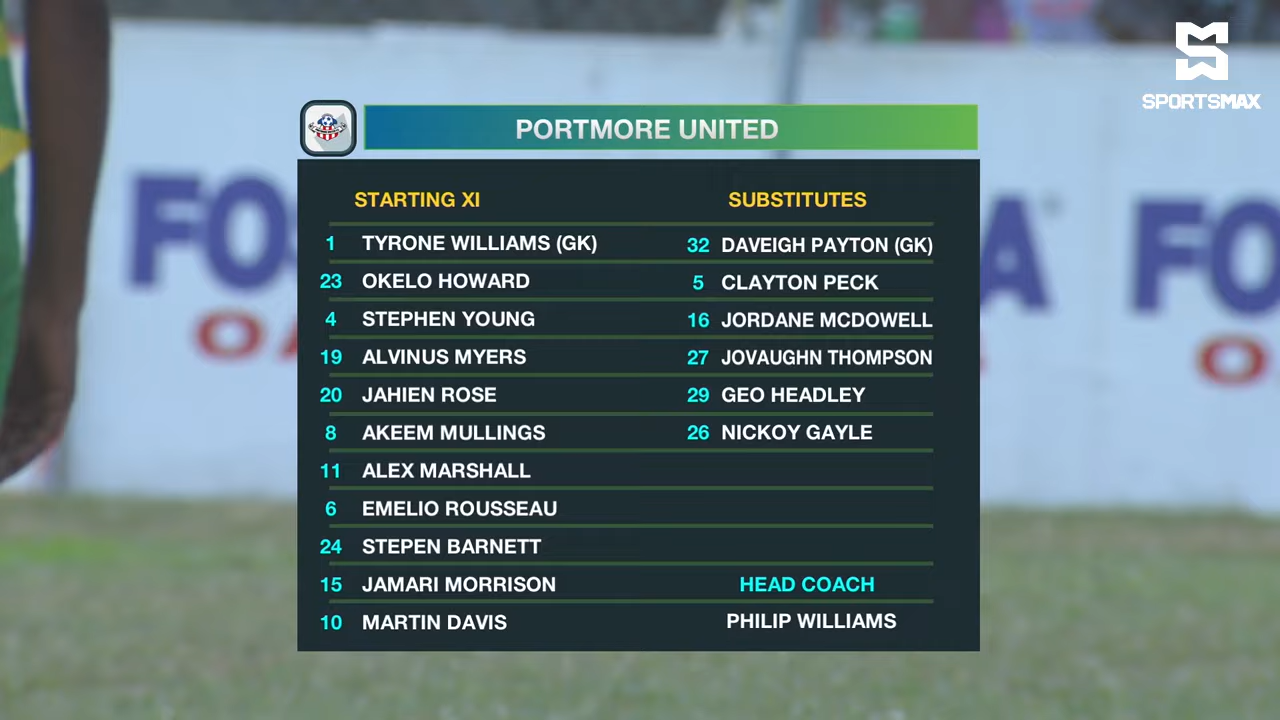 SPORTSMAX
PORTMORE UNITED
STARTING XI
1 TYRONE WILLIAMS (GK)
23 OKELO HOWARD
4 STEPHEN YOUNG
19 ALVINUS MYERS
20 JAHIEN ROSE
8 AKEEM MULLINGS
11 ALEX MARSHALL
6 EMELIO ROUSSEAU
24 STEPEN BARNETT
15 JAMARI MORRISON
10 MARTIN DAVIS
SUBSTITUTES
32 DAVEIGH PAYTON (GK)
5 CLAYTON PECK
16 JORDANE MCDOWELL
27 JOVAUGHN THOMPSON
29 GEO HEADLEY
26 NICKOY GAYLE
HEAD COACH
PHILIP WILLIAMS